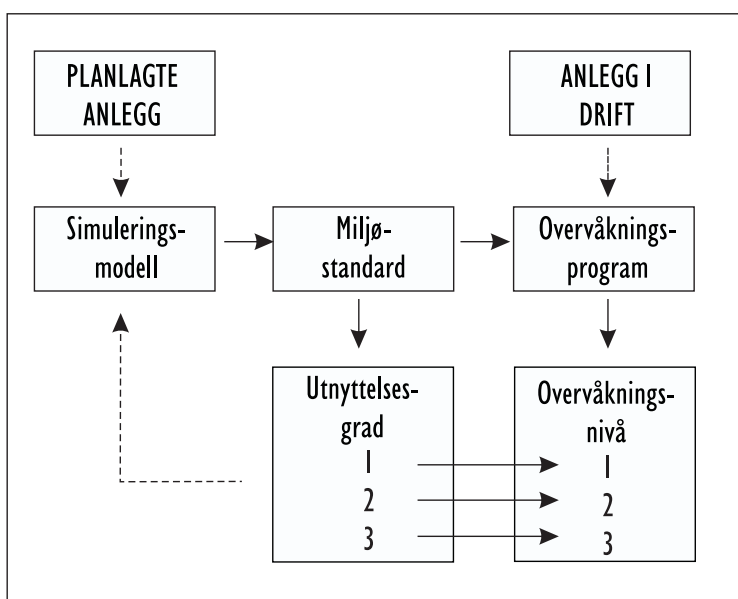 PLANLAGTE
ANLEGG
ANLEGG I
DRIFT
Simulerings-
modell
Miljø-
standard
Overvåknings-
program
Utnyttelses-
grad
1
2
3
Overvåknings-
nivå
1
2
3